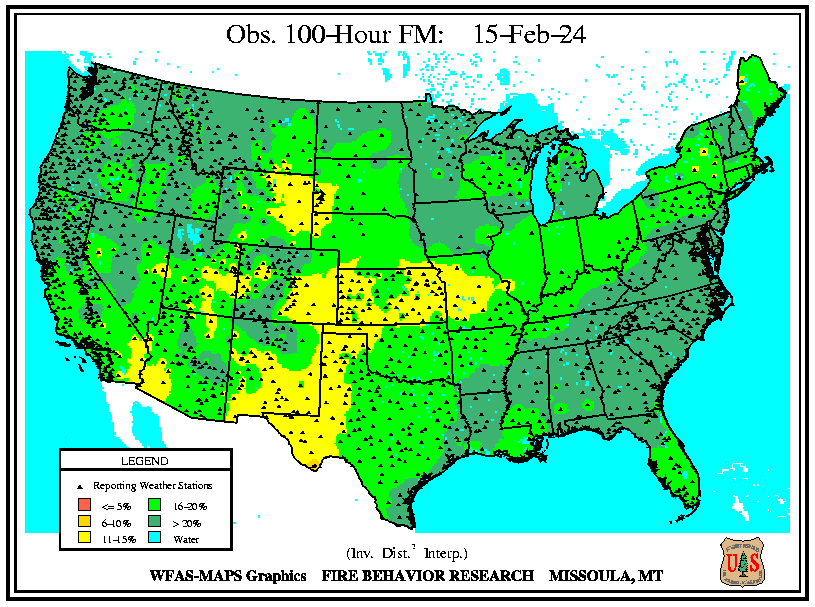 Obs. 100-Hour FM: 15-Feb-24
LEGEND
Reporting Weather Stations
<= 5%
16-20%
6-10%
> 20%
11-15%
Water
(Inv. Dist.² Interp.)
WFAS-MAPS Graphics FIRE BEHAVIOR RESEARCH MISSOULA, MT
U S